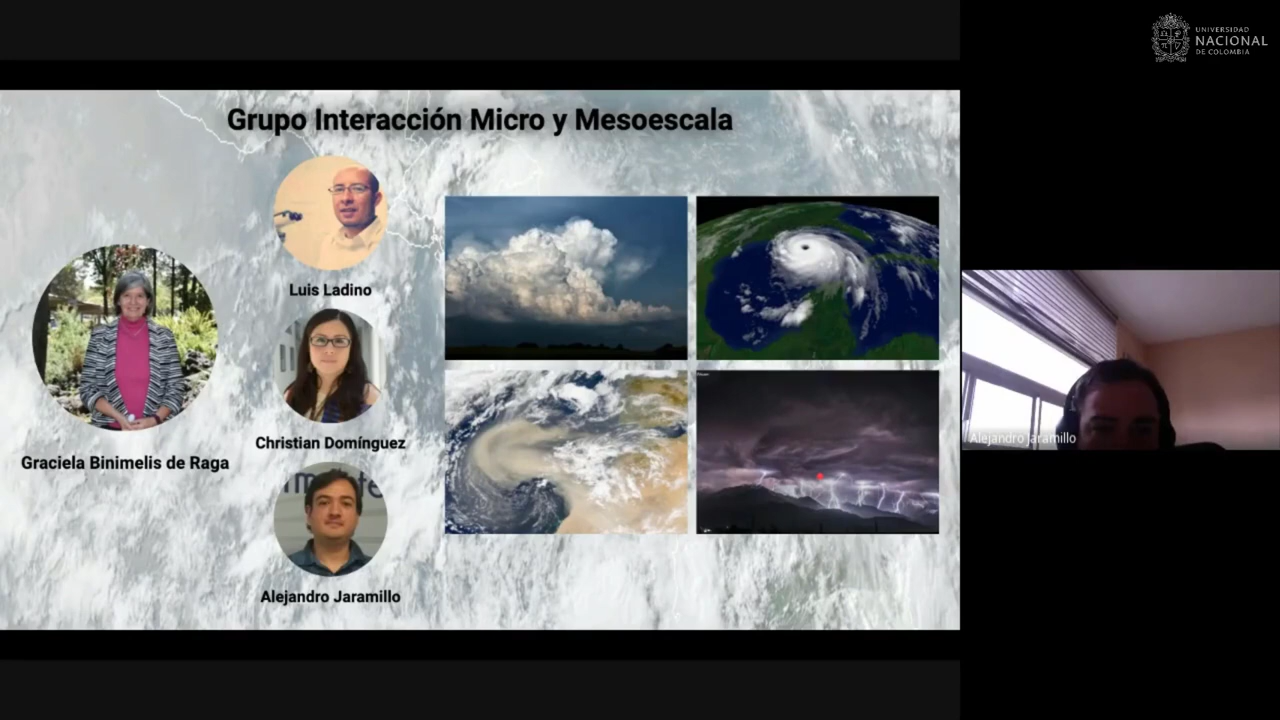 UNIVERSIDAD
NACIONAL
DE COLOMBIA
Grupo Interacción Micro y Mesoescala
Luis Ladino
Christian Domínguez
Graciela Binimelis de Raga
Alejandro Jaramillo
Alejandro Jaramillo